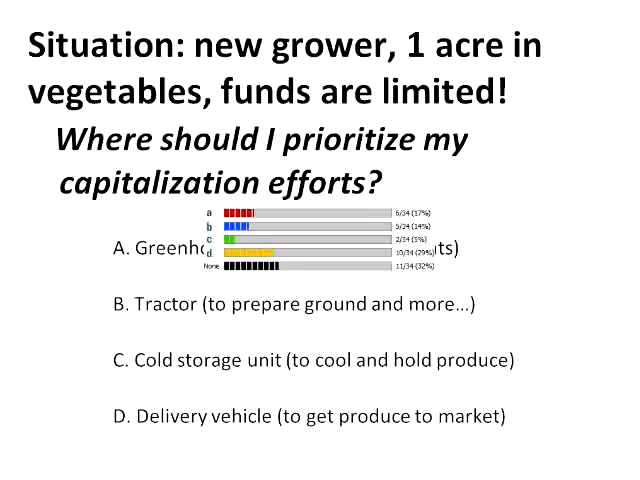 Situation: new grower, 1 acre in
vegetables, funds are limited!
Where should I prioritize my
capitalization efforts?
a 6/34 (17%)
b 5/34 (14%)
c 2/34 (5%)
d 10/34 (29%)
None 11/34 (32%)
A.
B. Tractor (to prepare ground and more...)
C. Cold storage unit (to cool and hold produce)
D. Delivery vehicle (to get produce to market)